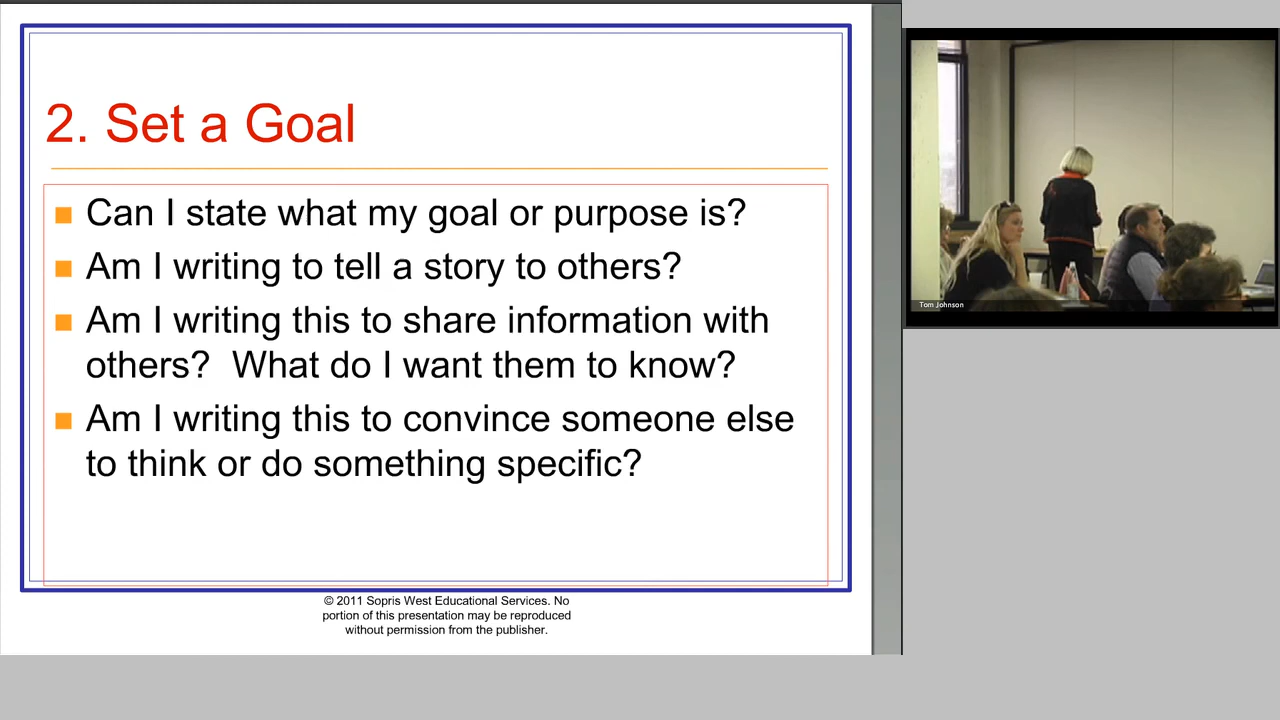 2. Set a Goal
Can I state what my goal or purpose is?
Am I writing to tell a story to others?
Am I writing this to share information with
others?  What do I want them to know?
Am I writing this to convince someone else
to think or do something specific?
© 2011 Sopris West Educational Services. No
portion of this presentation may be reproduced
without permission from the publisher.
Tom Johnson